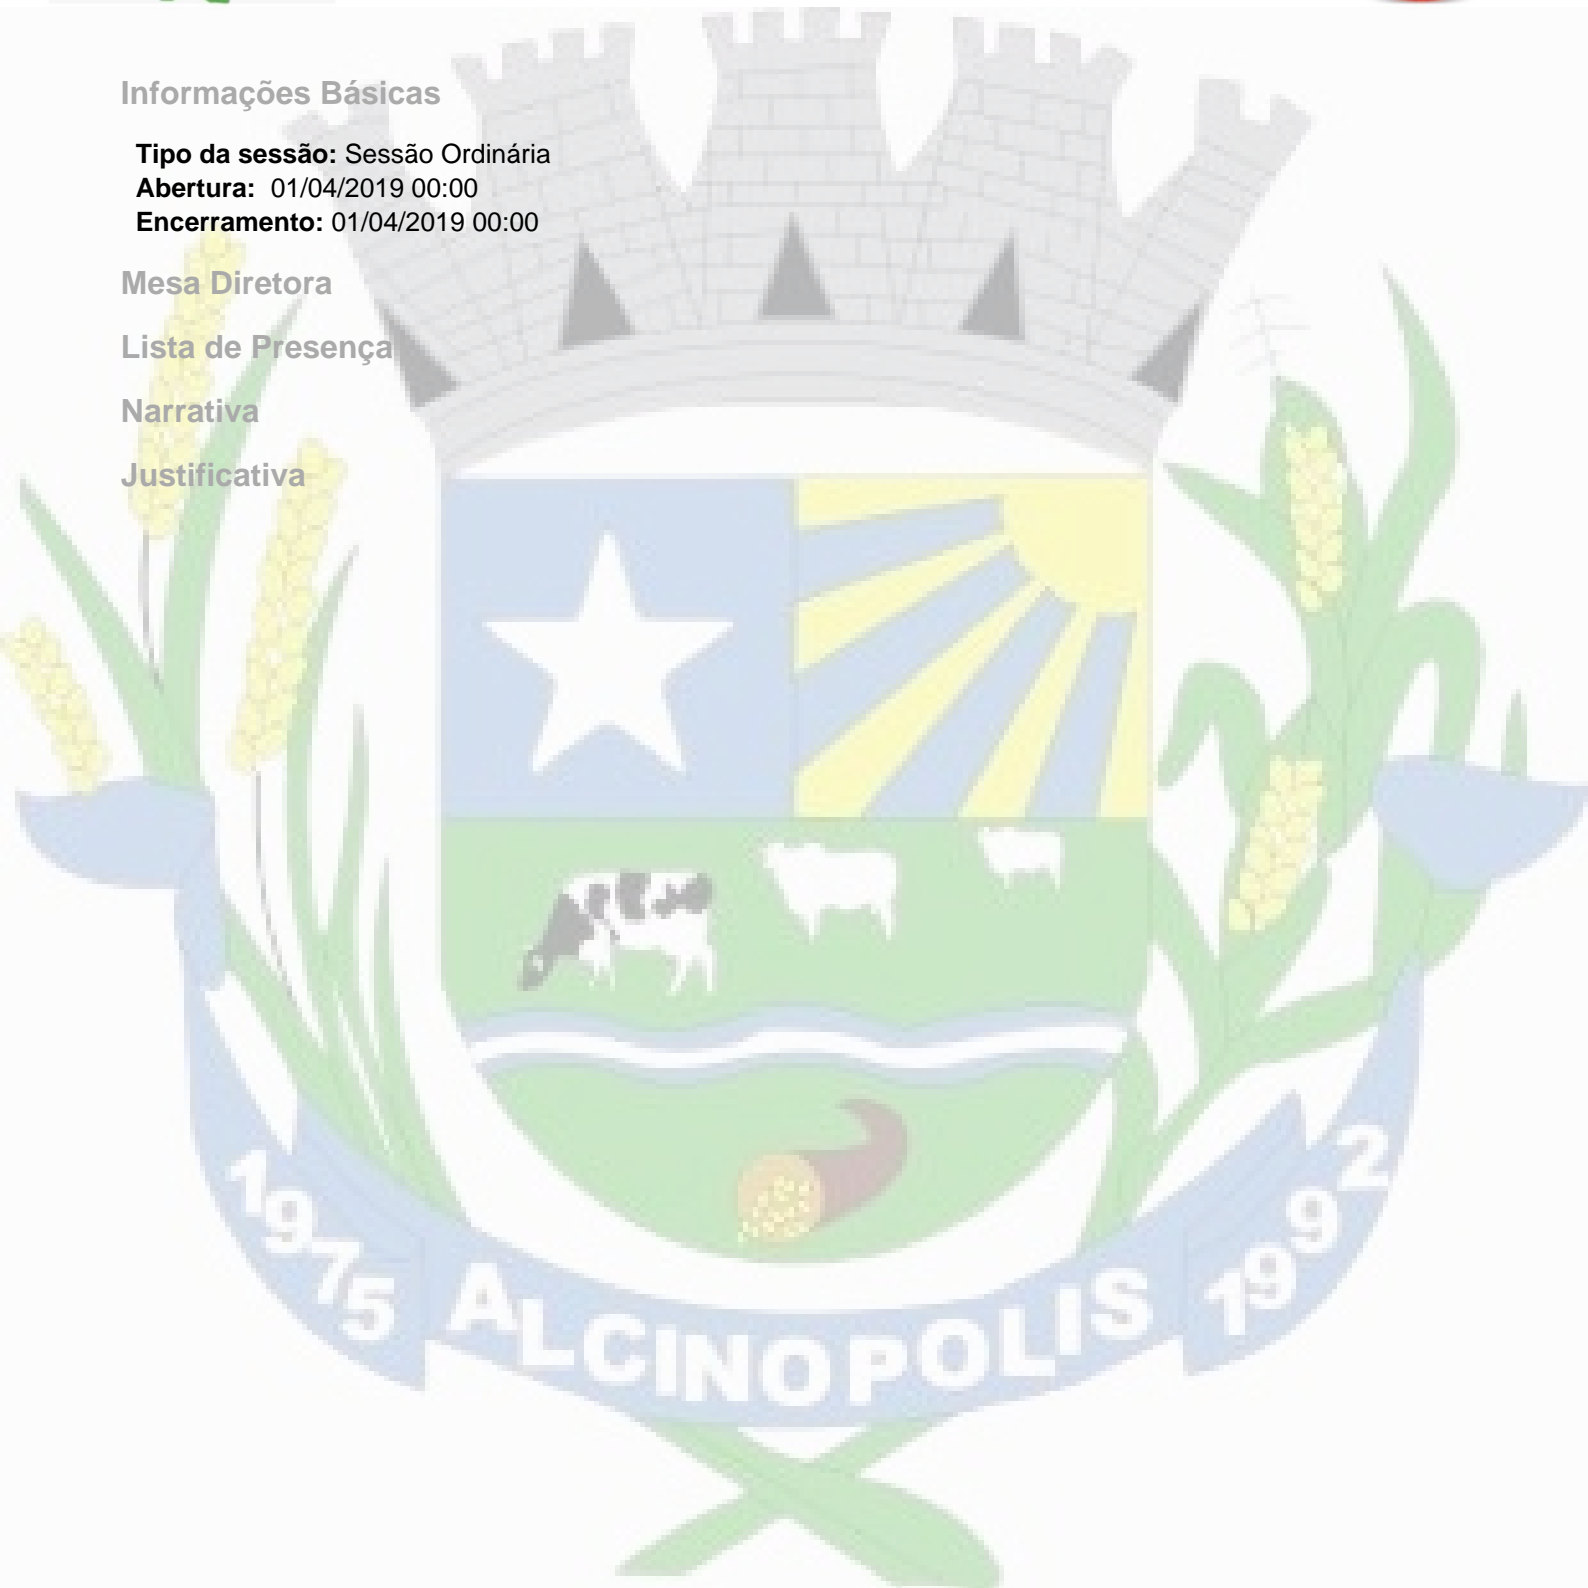 Informações Básicas
Tipo da sessão: Sessão Ordinária
Abertura: 01/04/2019 00:00
Encerramento: 01/04/2019 00:00
Mesa Diretora
Lista de Presença
Narrativa
Justificativa
1975 ALCINOPOLIS 1992